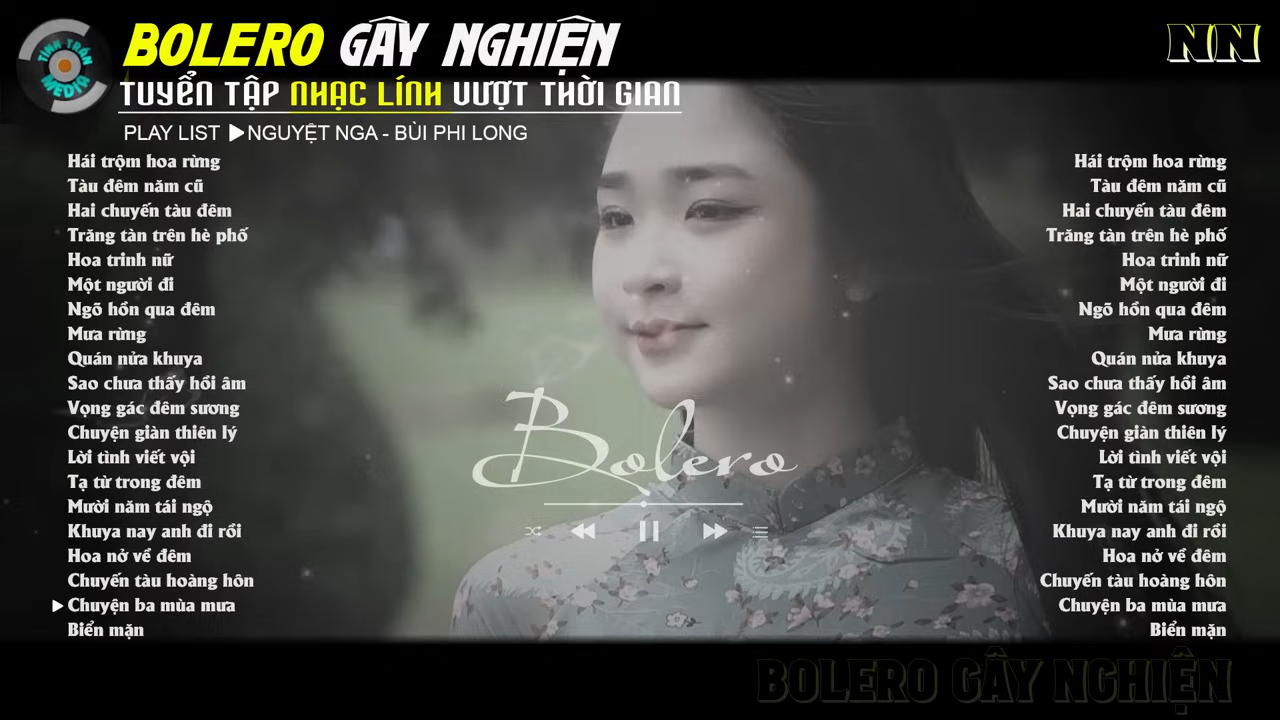 TÌNH TRẦN
MEDIA
BOLERO GÂY NGHIỆN
NN
TUYỂN TẬP NHẠC LÍNH VƯỢT THỜI GIAN
PLAY LIST NGUYỆT NGA - BÙI PHI LONG
Hái trộm hoa rừng
Tàu đêm năm cũ
Hai chuyến tàu đêm
Trăng tàn trên hè phố
Hoa trinh nữ
Một người đi
Ngõ hồn qua đêm
Mưa rừng
Quán nửa khuya
Sao chưa thấy hồi âm
Vọng gác đêm sương
Chuyện giàn thiên lý
Lời tình viết vội
Tạ từ trong đêm
Mười năm tái ngộ
Khuya nay anh đi rồi
Hoa nở về đêm
Chuyến tàu hoàng hôn
Chuyện ba mùa mưa
Biển mặn
Bolero
Hái trộm hoa rừng
Tàu đêm năm cũ
Hai chuyến tàu đêm
Trăng tàn trên hè phố
Hoa trinh nữ
Một người đi
Ngõ hồn qua đêm
Mưa rừng
Quán nửa khuya
Sao chưa thấy hồi âm
Vọng gác đêm sương
Chuyện giàn thiên lý
Lời tình viết vội
Tạ từ trong đêm
Mười năm tái ngộ
Khuya nay anh đi rồi
Hoa nở về đêm
Chuyến tàu hoàng hôn
Chuyện ba mùa mưa
Biển mặn
BOLERO GÂY NGHIỆN